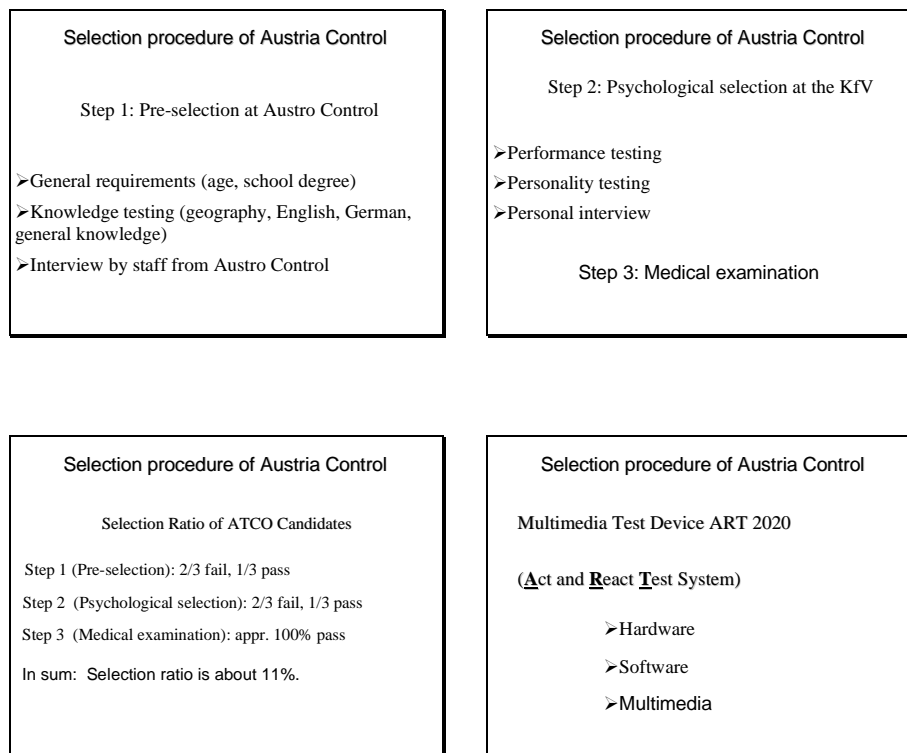 Selection procedure of Austria Control
Step 1: Pre-selection at Austro Control
➢General requirements (age, school degree)
➢Knowledge testing (geography, English, German,
general knowledge)
➢Interview by staff from Austro Control
Selection procedure of Austria Control
Step 2: Psychological selection at the KfV
➢Performance testing
➢Personality testing
➢Personal interview
Step 3: Medical examination
Selection procedure of Austria Control
Selection Ratio of ATCO Candidates
Step 1 (Pre-selection): 2/3 fail, 1/3 pass
Step 2 (Psychological selection): 2/3 fail, 1/3 pass
Step 3 (Medical examination): appr. 100% pass
In sum: Selection ratio is about 11%.
Selection procedure of Austria Control
Multimedia Test Device ART 2020
(Act and React Test System)
➢Hardware
➢Software
➢Multimedia